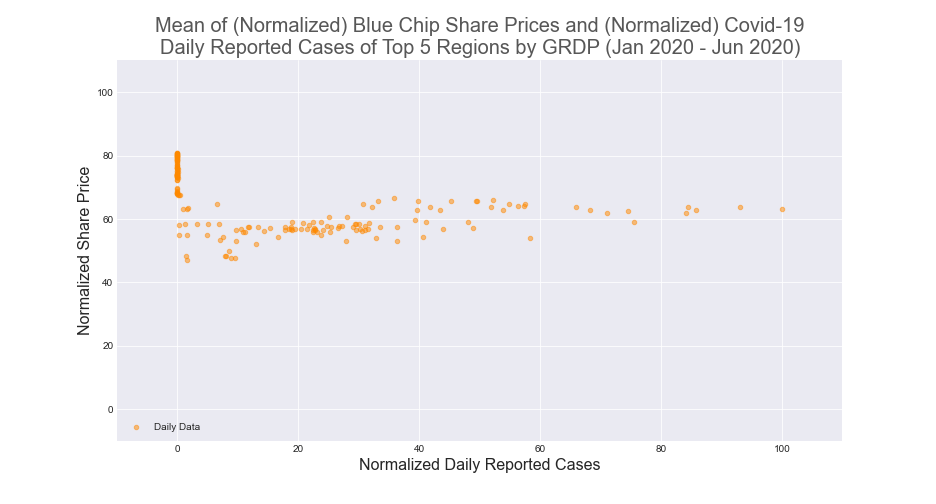 Mean of (Normalized) Blue Chip Share Prices and (Normalized) Covid-19
Daily Reported Cases of Top 5 Regions by GRDP (Jan 2020 - Jun 2020)
100
80
60
40
20
0
Normalized Share Price
Daily Data
0 20 40 60 80 100
Normalized Daily Reported Cases